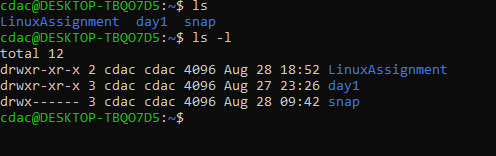 cdac@DESKTOP-TBQO7D5:~$ ls
LinuxAssignment  day1  snap
cdac@DESKTOP-TBQO7D5:~$ ls -l
total 12
drwxr-xr-x 2 cdac cdac 4096 Aug 28 18:52 LinuxAssignment
drwxr-xr-x 3 cdac cdac 4096 Aug 27 23:26 day1
drwx------ 3 cdac cdac 4096 Aug 28 09:42 snap
cdac@DESKTOP-TBQO7D5:~$